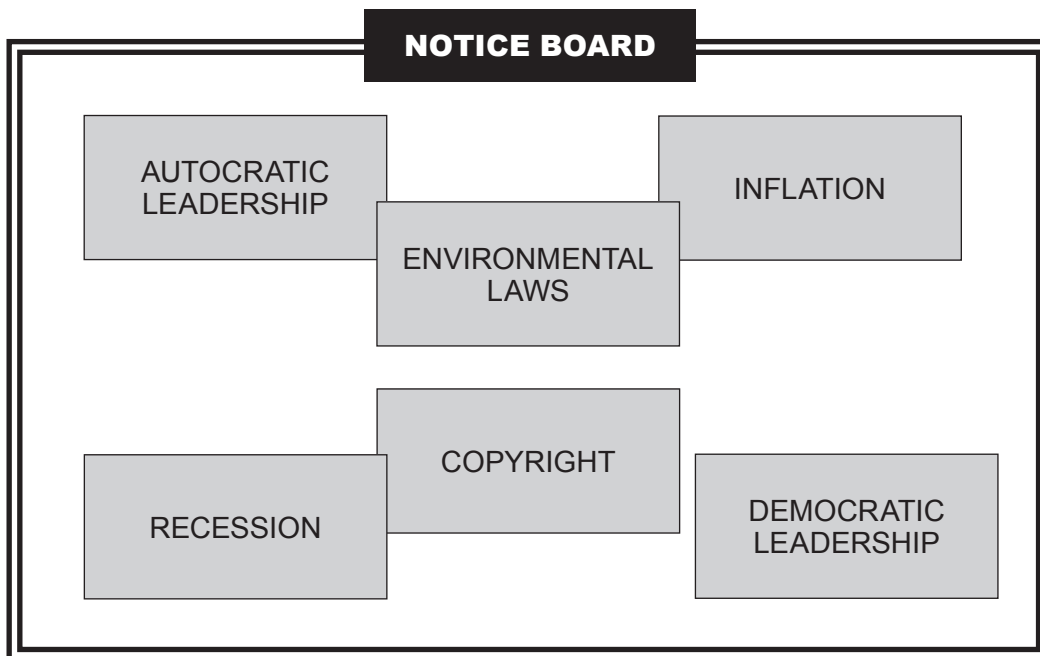 NOTICE BOARD
AUTOCRATIC
LEADERSHIP
INFLATION
ENVIRONMENTAL
LAWS
COPYRIGHT
RECESSION
DEMOCRATIC
LEADERSHIP